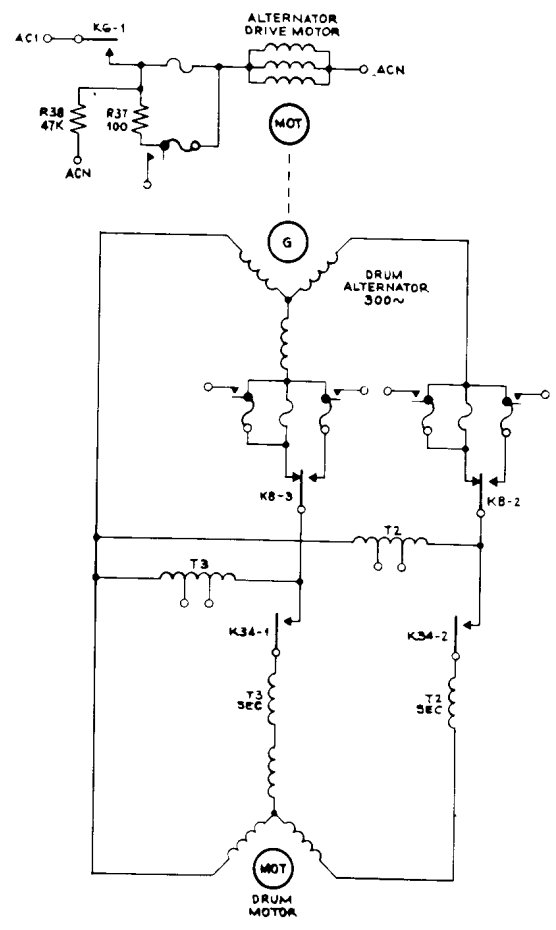 ALTERNATOR
DRIVE MOTOR
AC1
K6-1
ACN
R38
47K
R37
100
MOT
ACN
G
DRUM
ALTERNATOR
300~
K8-3
K8-2
T2
T3
K34-1
K34-2
T3
SEC
T2
SEC
MOT
DRUM
MOTOR